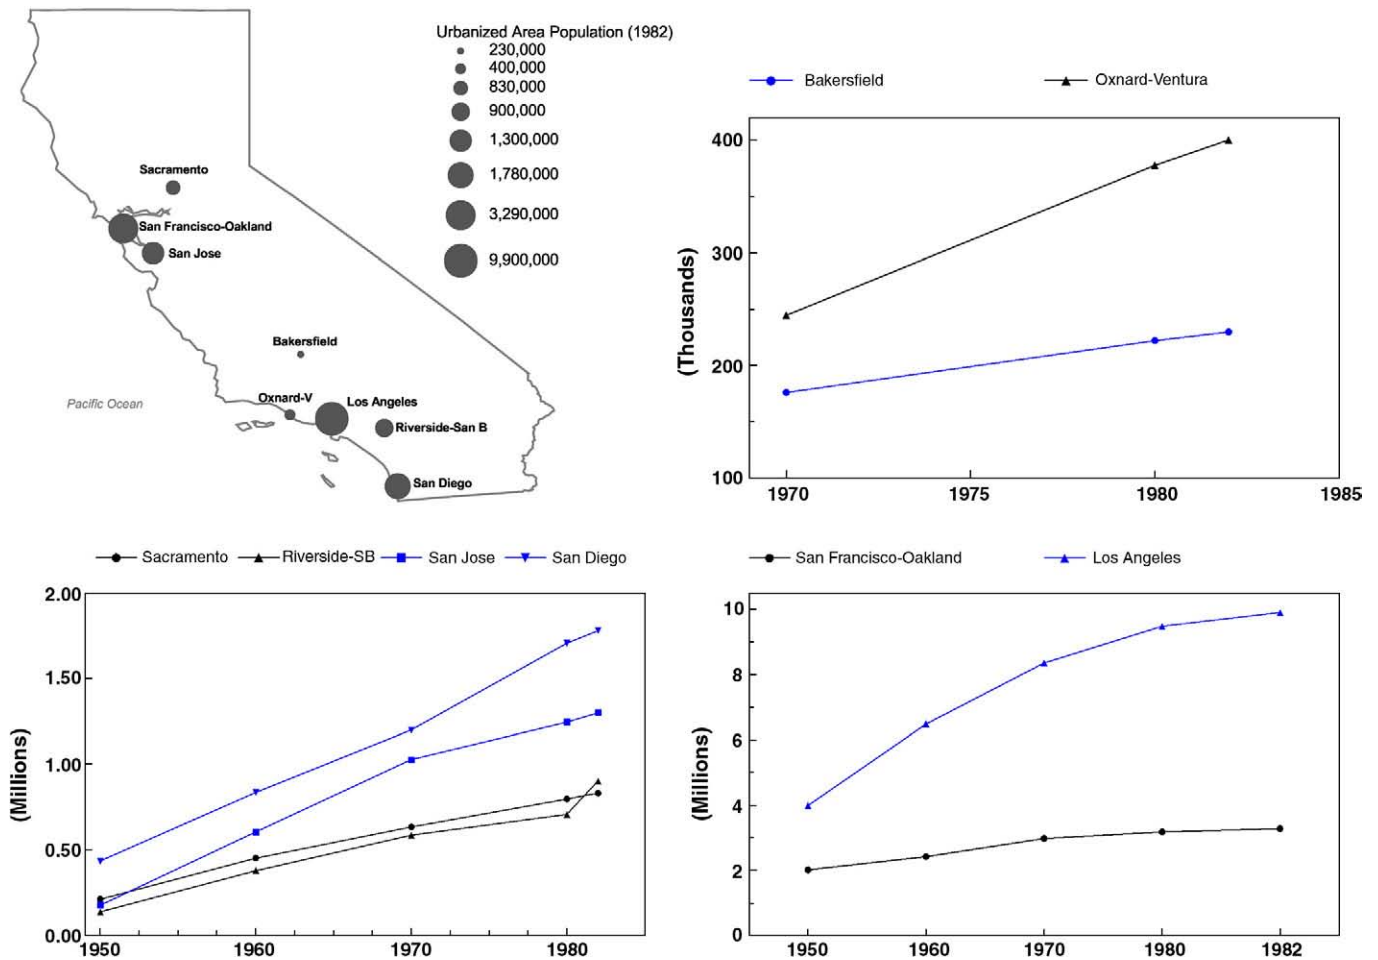 Urbanized Area Population (1982)
230,000
400,000
830,000
900,000
1,300,000
1,780,000
3,290,000
9,900,000
Sacramento
San Francisco-Oakland
San Jose
Bakersfield
Oxnard-V
Los Angeles
Riverside-San B
San Diego
Pacific Ocean
Bakersfield Oxnard-Ventura
400
300
200
100
(Thousands)
1970 1975 1980 1985
Sacramento Riverside-SB San Jose San Diego
2.00
1.50
1.00
0.50
0.00
(Millions)
1950 1960 1970 1980
San Francisco-Oakland Los Angeles
10
8
6
4
2
0
(Millions)
1950 1960 1970 1980 1982